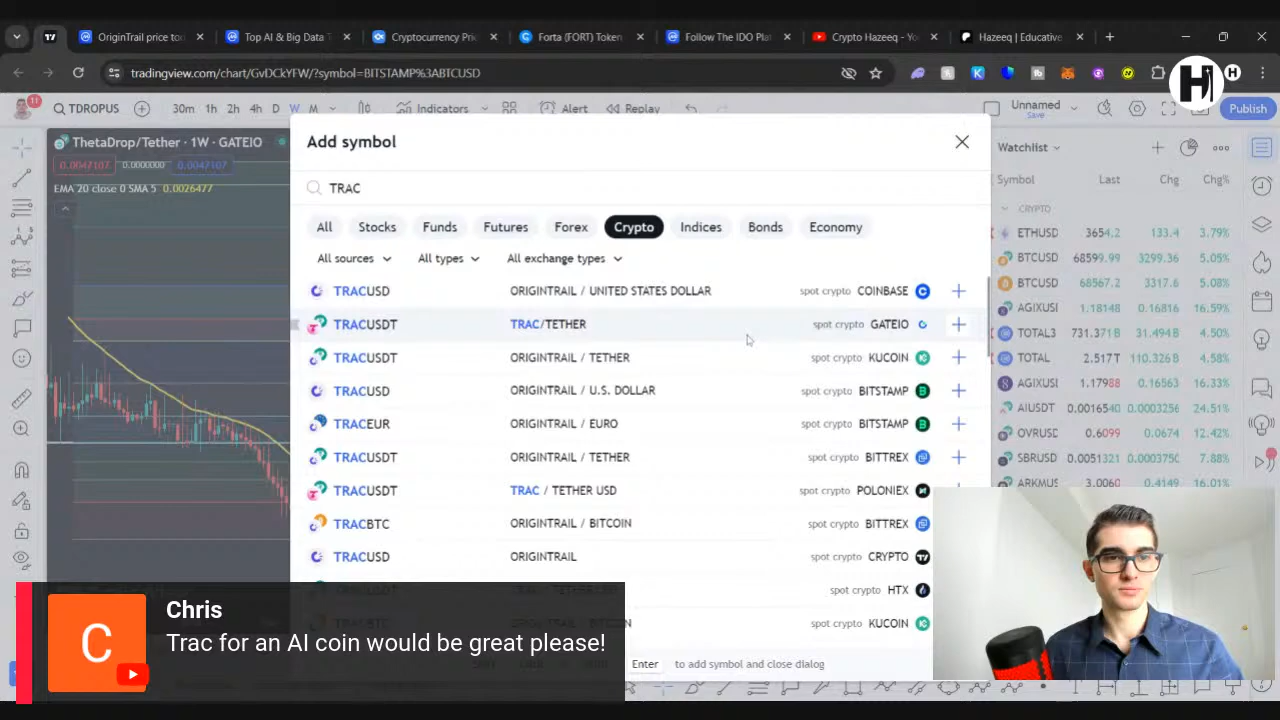 OriginTrail price to
Top AI & Big Data
Cryptocurrency Pri
Forta (FORT) Token
Follow The IDO Plat
Crypto Hazeeq - Yo
Hazeeq | Educative
tradingview.com/chart/GvDCkYFW/?symbol=BITSTAMP%3ABTCUSD
H
11
TDROPUS
30m 1h 2h 4h D W M
Indicators
Alert
Replay
Unnamed
Save
Publish
ThetaDrop/Tether · 1W · GATEIO
0.0047107 0.0000000 0.0047107
EMA 20 close 0 SMA 5 0.0026477
Add symbol
TRAC
All Stocks Funds Futures Forex Crypto Indices Bonds Economy
All sources All types All exchange types
TRACUSD ORIGINTRAIL / UNITED STATES DOLLAR spot crypto COINBASE
TRACUSDT TRAC/TETHER spot crypto GATEIO
TRACUSDT ORIGINTRAIL / TETHER spot crypto KUCOIN
TRACUSD ORIGINTRAIL / U.S. DOLLAR spot crypto BITSTAMP
TRACEUR ORIGINTRAIL / EURO spot crypto BITSTAMP
TRACUSDT ORIGINTRAIL / TETHER spot crypto BITTREX
TRACUSDT TRAC / TETHER USD spot crypto POLONIEX
TRACBTC ORIGINTRAIL / BITCOIN spot crypto BITTREX
TRACUSD ORIGINTRAIL spot crypto CRYPTO
spot crypto HTX
spot crypto KUCOIN
Enter to add symbol and close dialog
Watchlist
Symbol Last Chg Chg%
CRYPTO
ETHUSD 3654.2 133.4 3.79%
BTCUSD 68599.99 3299.36 5.05%
BTCUSD 68567.2 3317.6 5.08%
AGIXUSI 1.18148 0.16816 16.59%
TOTAL3 731.371B 31.494B 4.50%
TOTAL 2.517T 110.326B 4.58%
AGIXUSI 1.17988 0.16563 16.33%
AIUSDT 0.0016540 0.0003256 24.51%
OVRUSD 0.6099 0.0674 12.42%
SBRUSD 0.0051321 0.0003750 7.88%
ARKMUS 3.0060 0.4149 16.01%
C
Chris
Trac for an AI coin would be great please!